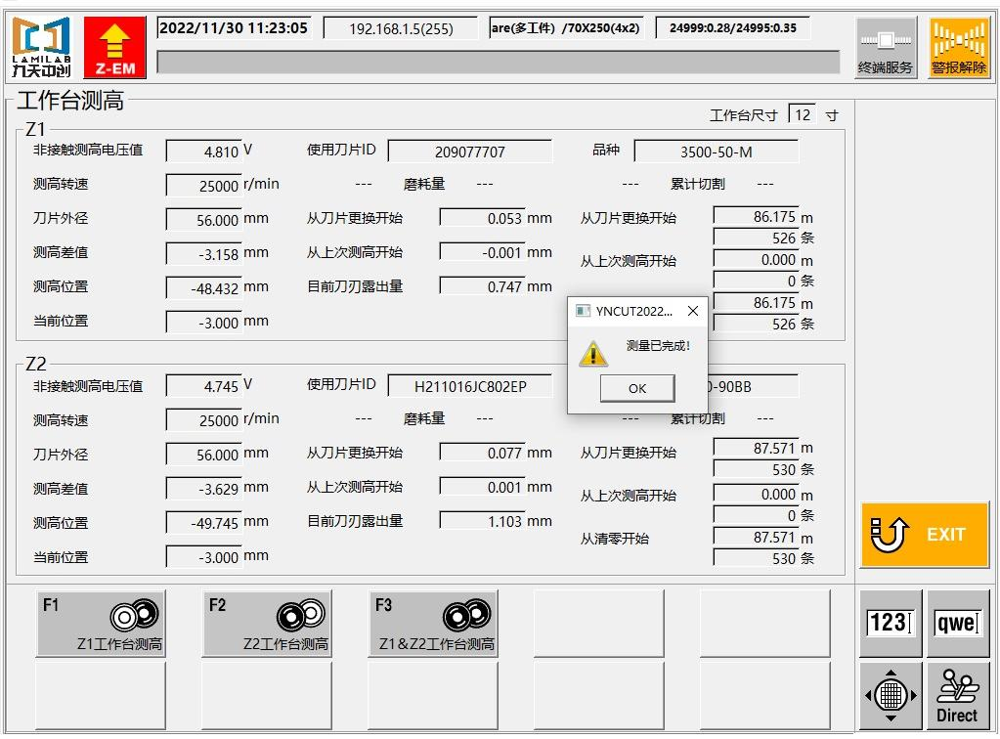 LAMILAB
九天中创
Z-EM
2022/11/30 11:23:05
192.168.1.5(255)
are(多工件) /70X250(4x2)
24999:0.28/24995:0.35
终端服务
警报解除
工作台测高
工作台尺寸 12 寸
Z1
非接触测高电压值 4.810 V 使用刀片ID 209077707 品种 3500-50-M
测高转速 25000 r/min --- 磨耗量 --- --- 累计切割 ---
刀片外径 56.000 mm 从刀片更换开始 0.053 mm 从刀片更换开始 86.175 m
526 条
测高差值 -3.158 mm 从上次测高开始 -0.001 mm 从上次测高开始 0.000 m
0 条
测高位置 -48.432 mm 目前刀刃露出量 0.747 mm 86.175 m
当前位置 -3.000 mm 526 条
YNCUT2022...
测量已完成!
OK
Z2
非接触测高电压值 4.745 V 使用刀片ID H211016JC802EP 0-90BB
测高转速 25000 r/min --- 磨耗量 --- --- 累计切割 ---
刀片外径 56.000 mm 从刀片更换开始 0.077 mm 从刀片更换开始 87.571 m
530 条
测高差值 -3.629 mm 从上次测高开始 0.001 mm 从上次测高开始 0.000 m
0 条
测高位置 -49.745 mm 目前刀刃露出量 1.103 mm 从清零开始 87.571 m
当前位置 -3.000 mm 530 条
EXIT
F1 Z1工作台测高
F2 Z2工作台测高
F3 Z1&Z2工作台测高
123
qwe
Direct